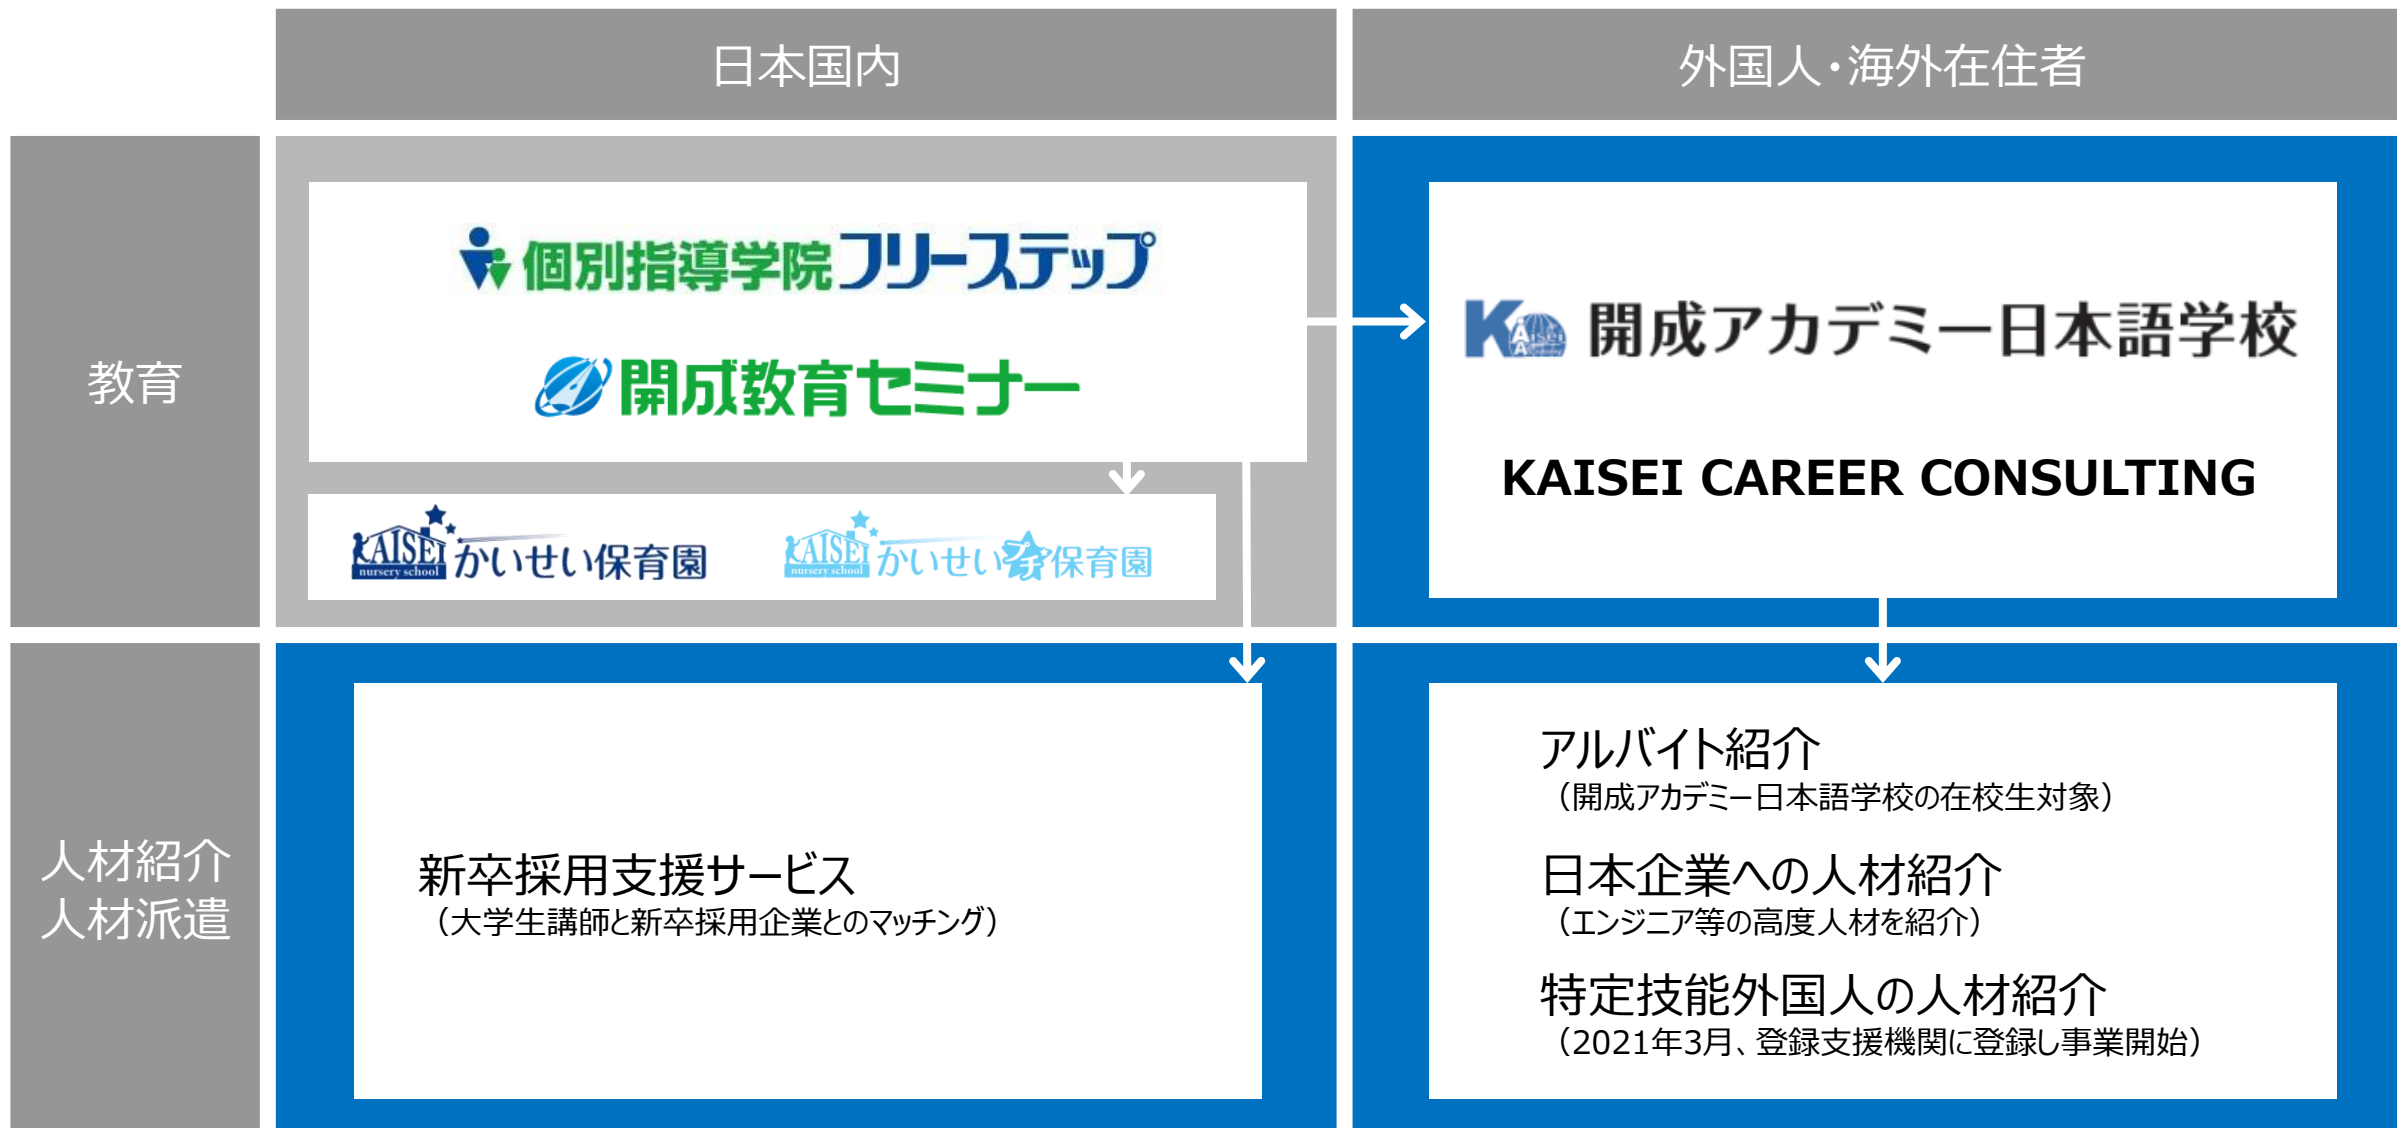 日本国内
外国人・海外在住者
教育
個別指導学院フリーステップ
開成教育セミナー
KAISEI
nursery school
かいせい保育園
KAISEI
nursery school
かいせいプチ保育園
Kaisei
開成アカデミー日本語学校
KAISEI CAREER CONSULTING
人材紹介
人材派遣
新卒採用支援サービス
（大学生講師と新卒採用企業とのマッチング）
アルバイト紹介
（開成アカデミー日本語学校の在校生対象）
日本企業への人材紹介
（エンジニア等の高度人材を紹介）
特定技能外国人の人材紹介
（2021年3月、登録支援機関に登録し事業開始）